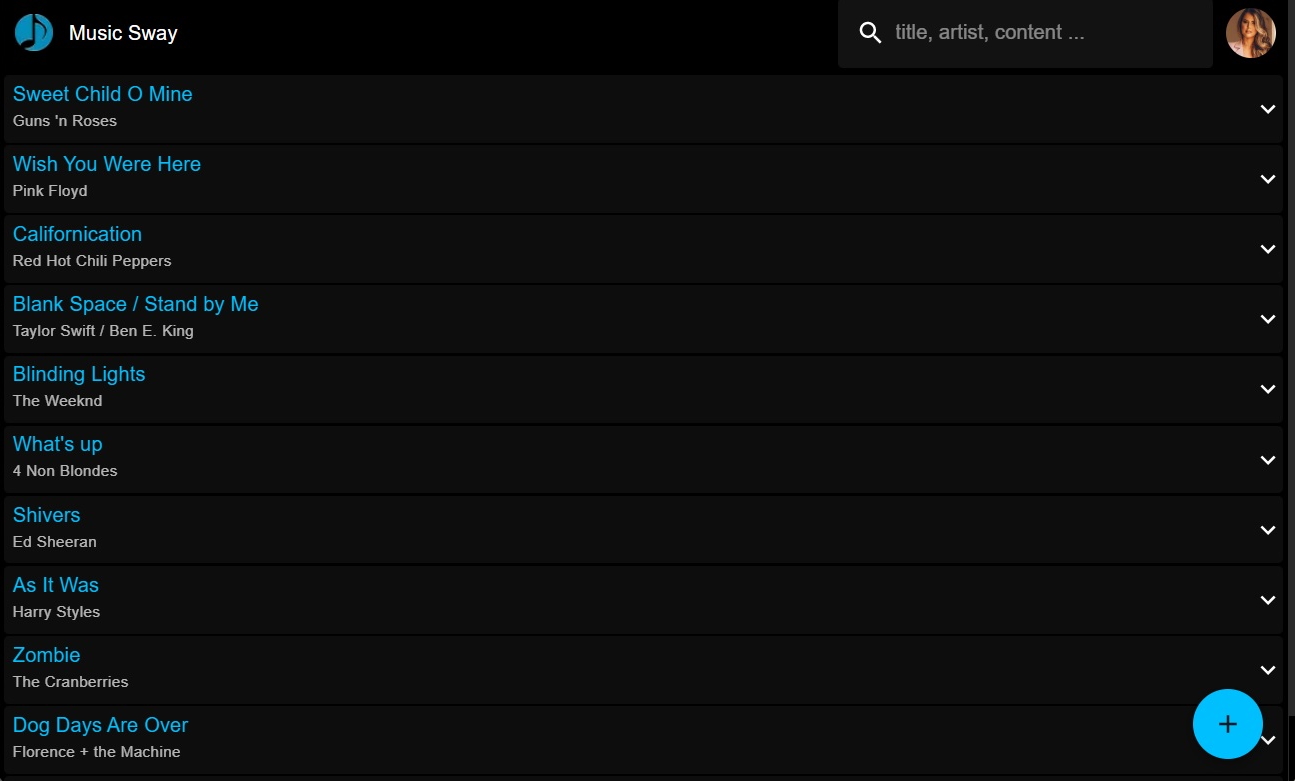 Music Sway
title, artist, content ...
Sweet Child O Mine
Guns 'n Roses
Wish You Were Here
Pink Floyd
Californication
Red Hot Chili Peppers
Blank Space / Stand by Me
Taylor Swift / Ben E. King
Blinding Lights
The Weeknd
What's up
4 Non Blondes
Shivers
Ed Sheeran
As It Was
Harry Styles
Zombie
The Cranberries
Dog Days Are Over
Florence + the Machine